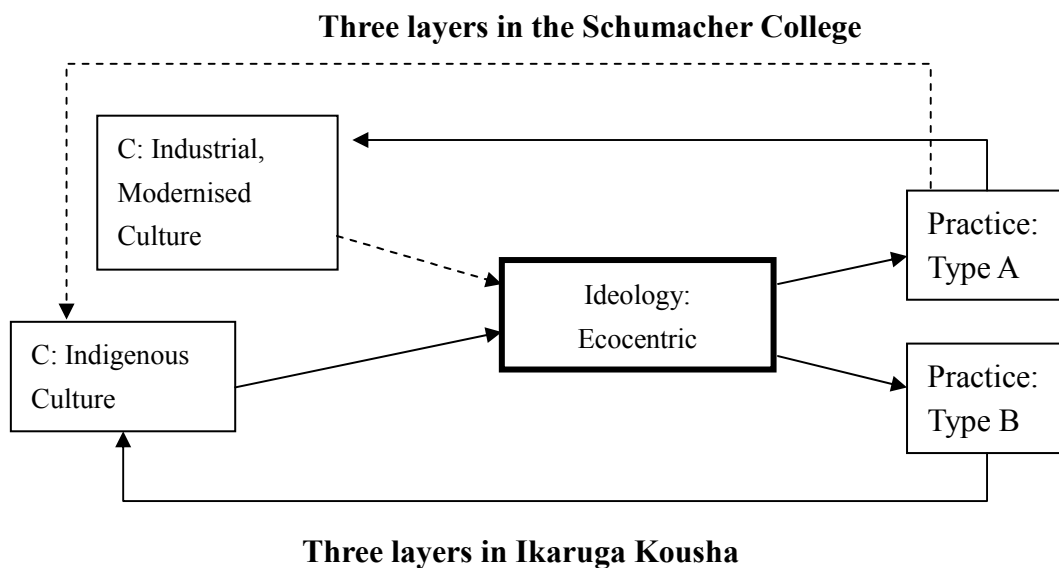 Three layers in the Schumacher College
C: Industrial,
Modernised
Culture
Practice:
Type A
Ideology:
Ecocentric
C: Indigenous
Culture
Practice:
Type B
Three layers in Ikaruga Kousha